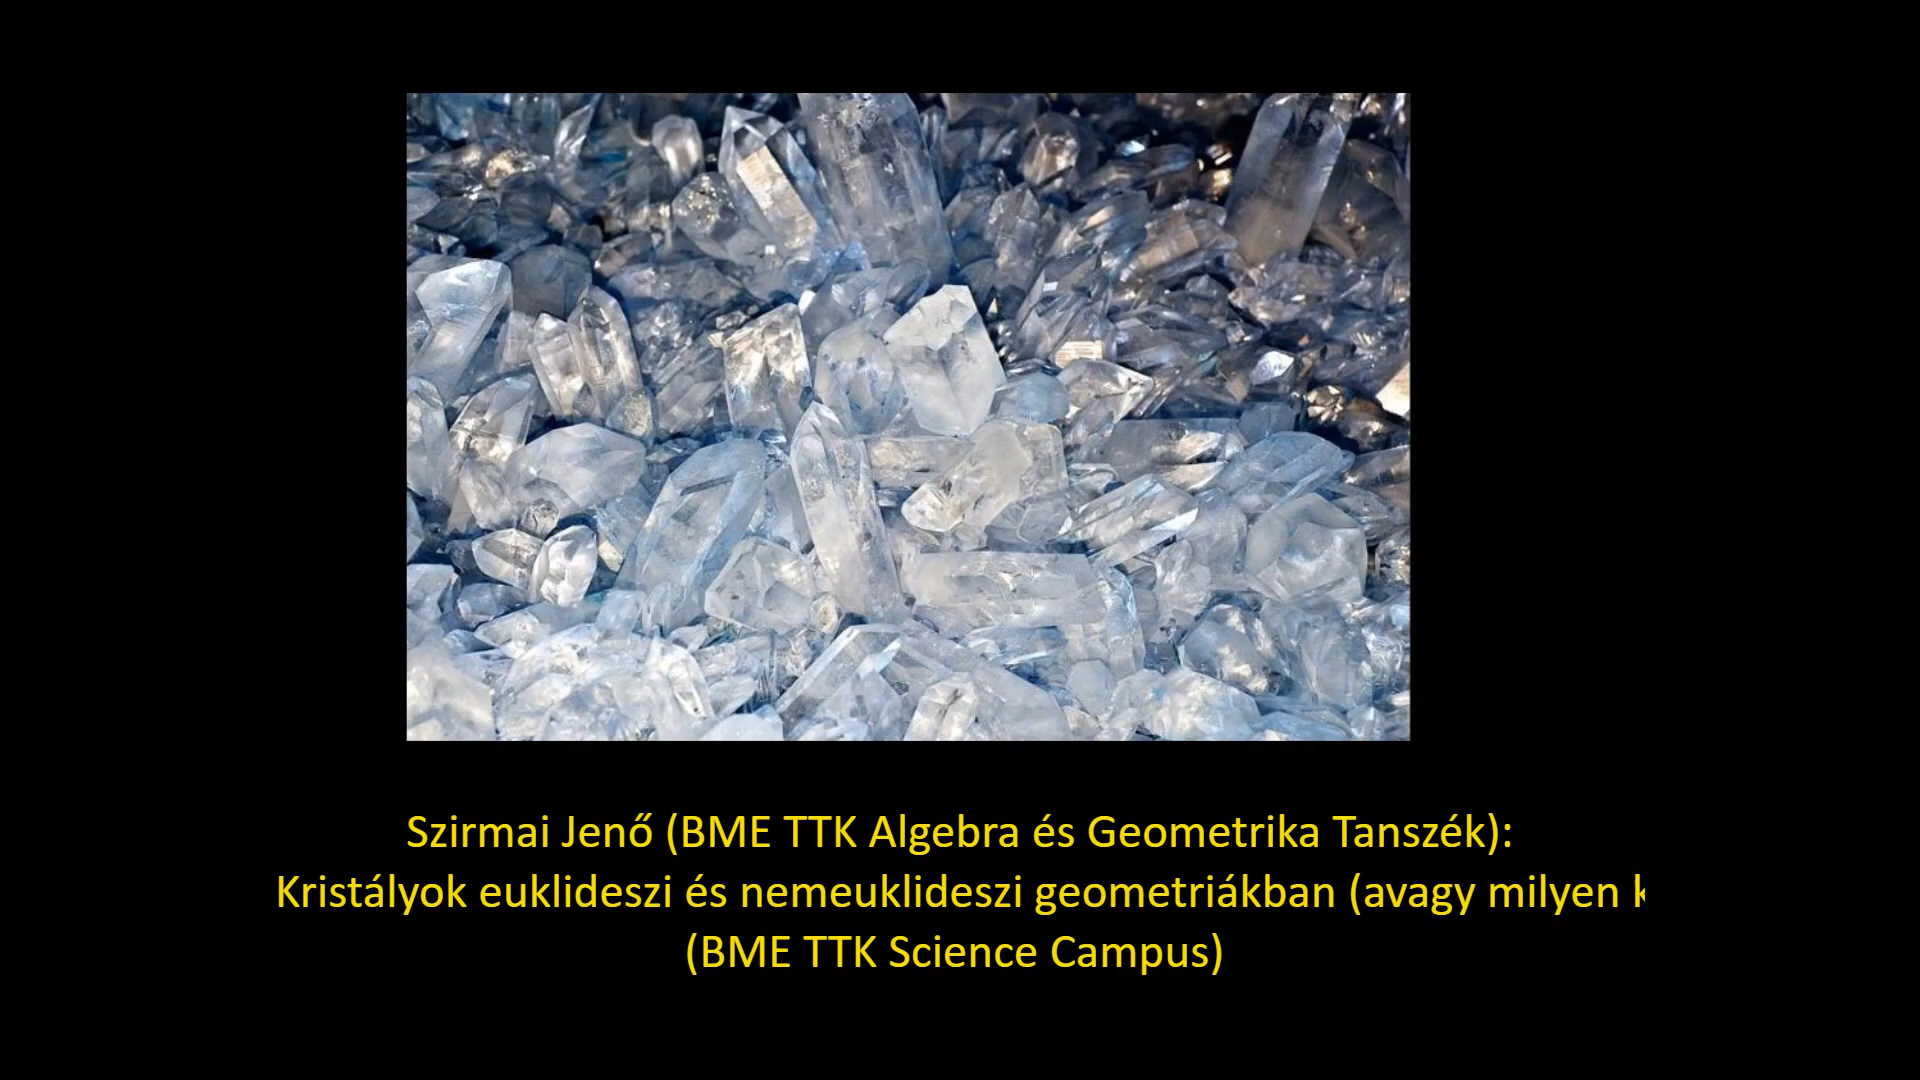 Szirmai Jenő (BME TTK Algebra és Geometrika Tanszék):
Kristályok euklideszi és nemeuklideszi geometriákban (avagy milyen
(BME TTK Science Campus)